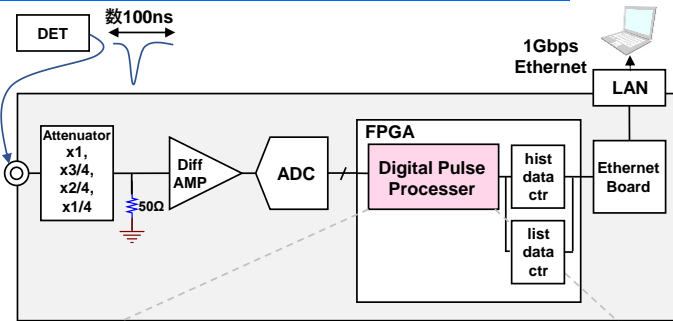 DET
数100ns
1Gbps
Ethernet
LAN
Attenuator
x1,
x3/4,
x2/4,
x1/4
50Ω
Diff
AMP
ADC
FPGA
Digital Pulse
Processer
hist
data
ctr
list
data
ctr
Ethernet
Board